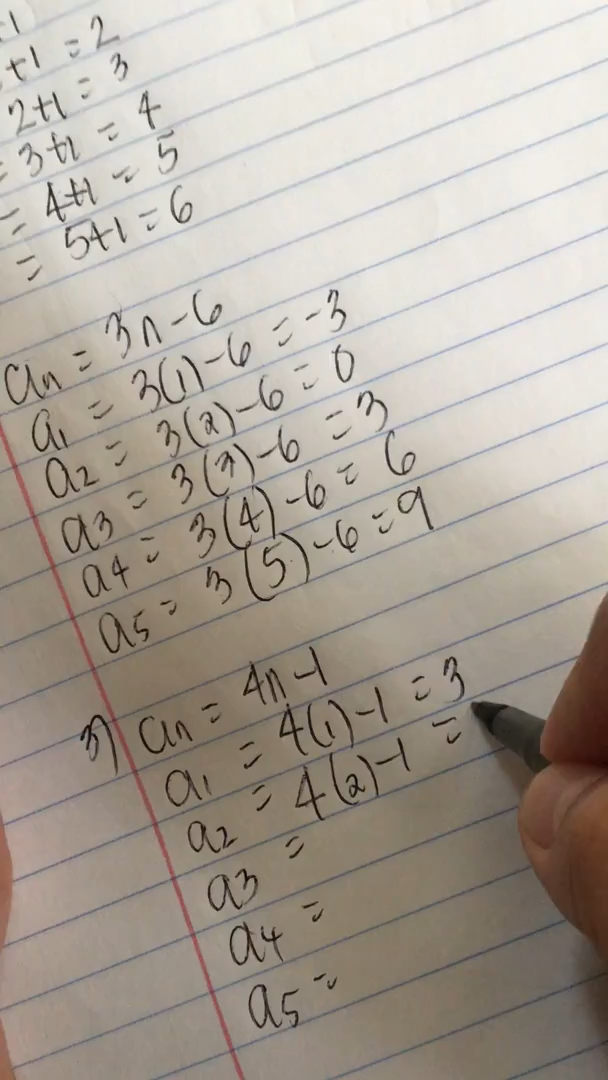 +1
+1 = 2
2+1 = 3
= 3+1 = 4
= 4+1 = 5
= 5+1 = 6
an = 3n-6
a1 = 3(1)-6 = -3
a2 = 3(2)-6 = 0
a3 = 3(3)-6 = 3
a4 = 3(4)-6 = 6
a5 = 3(5)-6 = 9
3) an = 4n-1
a1 = 4(1)-1 = 3
a2 = 4(2)-1 =
a3 =
a4 =
a5 =